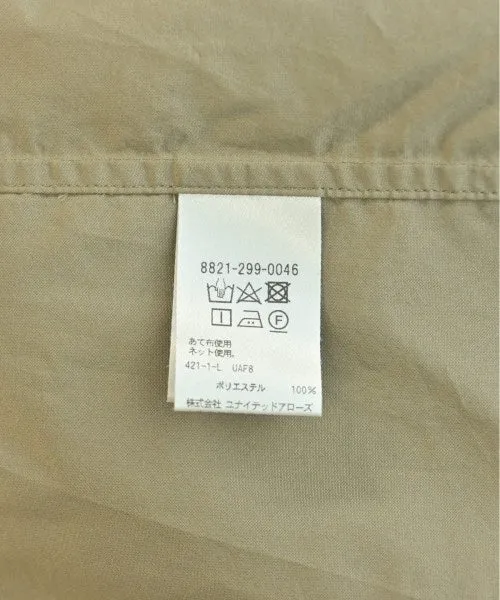 8821-299-0046
あて布使用
ネット使用。
421-1-L UAF8
ポリエステル 100%
株式会社 ユナイテッドアローズ